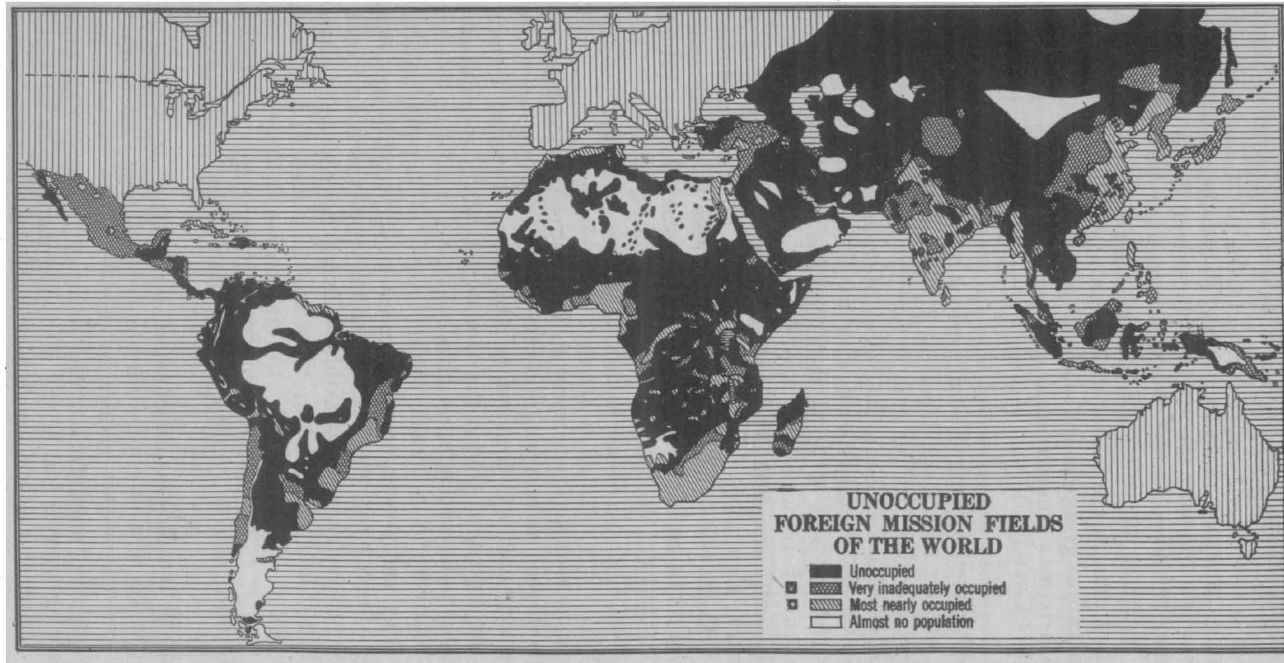 UNOCCUPIED
FOREIGN MISSION FIELDS
OF THE WORLD
Unoccupied
Very inadequately occupied
Most nearly occupied
Almost no population